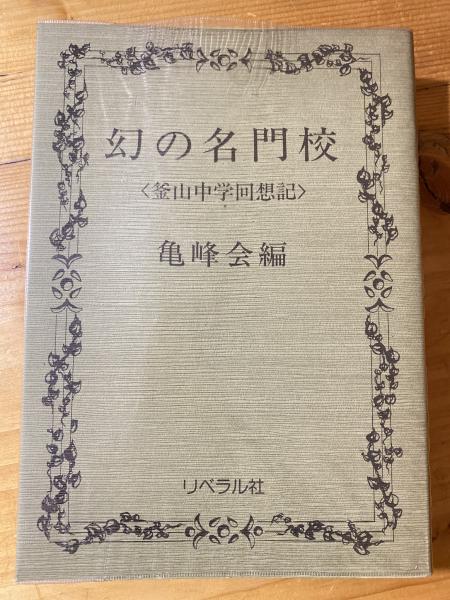 幻の名門校
〈釜山中学回想記〉
亀峰会編
リベラル社